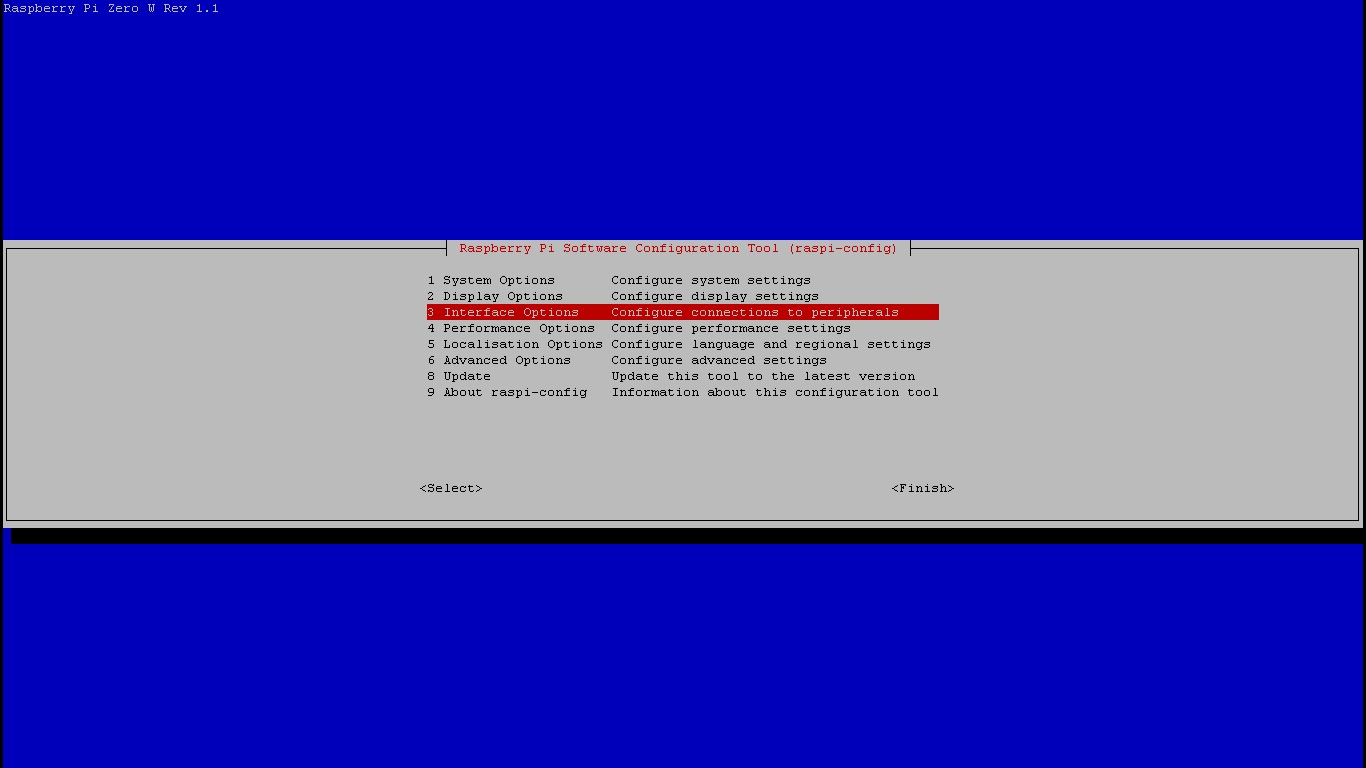 Raspberry Pi Zero W Rev 1.1
Raspberry Pi Software Configuration Tool (raspi-config)
1 System Options Configure system settings
2 Display Options Configure display settings
3 Interface Options Configure connections to peripherals
4 Performance Options Configure performance settings
5 Localisation Options Configure language and regional settings
6 Advanced Options Configure advanced settings
8 Update Update this tool to the latest version
9 About raspi-config Information about this configuration tool
<Select> <Finish>